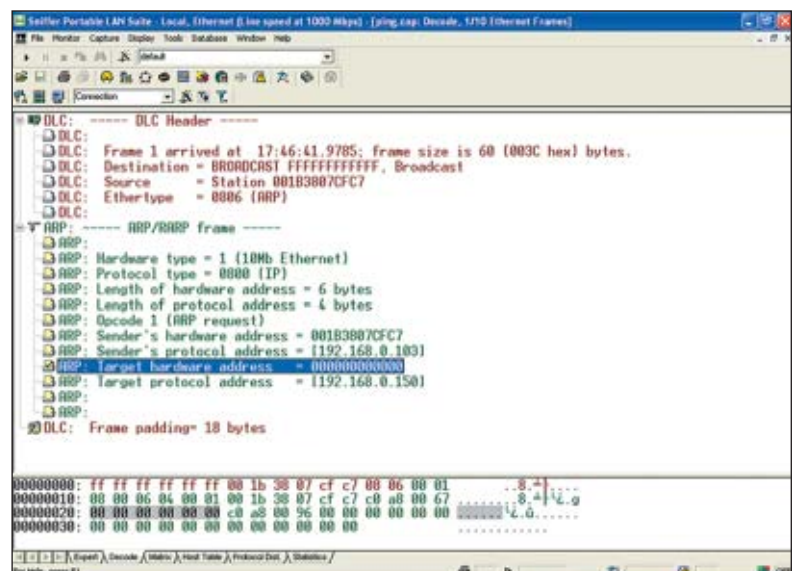 Sniffer Portable LAN Suite - Local, Ethernet (Line speed at 1000 Mbps) - [ping.cap: Decode, 1/10 Ethernet Frames]
File Monitor Capture Display Tools Database Window Help
default
Connection
DLC: ----- DLC Header -----
DLC:
DLC: Frame 1 arrived at 17:46:41.9785; frame size is 60 (003C hex) bytes.
DLC: Destination = BROADCAST FFFFFFFFFFFF, Broadcast
DLC: Source = Station 001B3807CFC7
DLC: Ethertype = 0806 (ARP)
DLC:
ARP: ----- ARP/RARP frame -----
ARP:
ARP: Hardware type = 1 (10Mb Ethernet)
ARP: Protocol type = 0800 (IP)
ARP: Length of hardware address = 6 bytes
ARP: Length of protocol address = 4 bytes
ARP: Opcode 1 (ARP request)
ARP: Sender's hardware address = 001B3807CFC7
ARP: Sender's protocol address = [192.168.0.103]
ARP: Target hardware address = 000000000000
ARP: Target protocol address = [192.168.0.150]
ARP:
ARP:
DLC: Frame padding= 18 bytes
00000000: ff ff ff ff ff ff 00 1b 38 07 cf c7 08 06 00 01
00000010: 08 00 06 04 00 01 00 1b 38 07 cf c7 c0 a8 00 67
00000020: 00 00 00 00 00 00 c0 a8 00 96 00 00 00 00 00 00
00000030: 00 00 00 00 00 00 00 00 00 00 00 00
Expert Decode Matrix Host Table Protocol Dist. Statistics